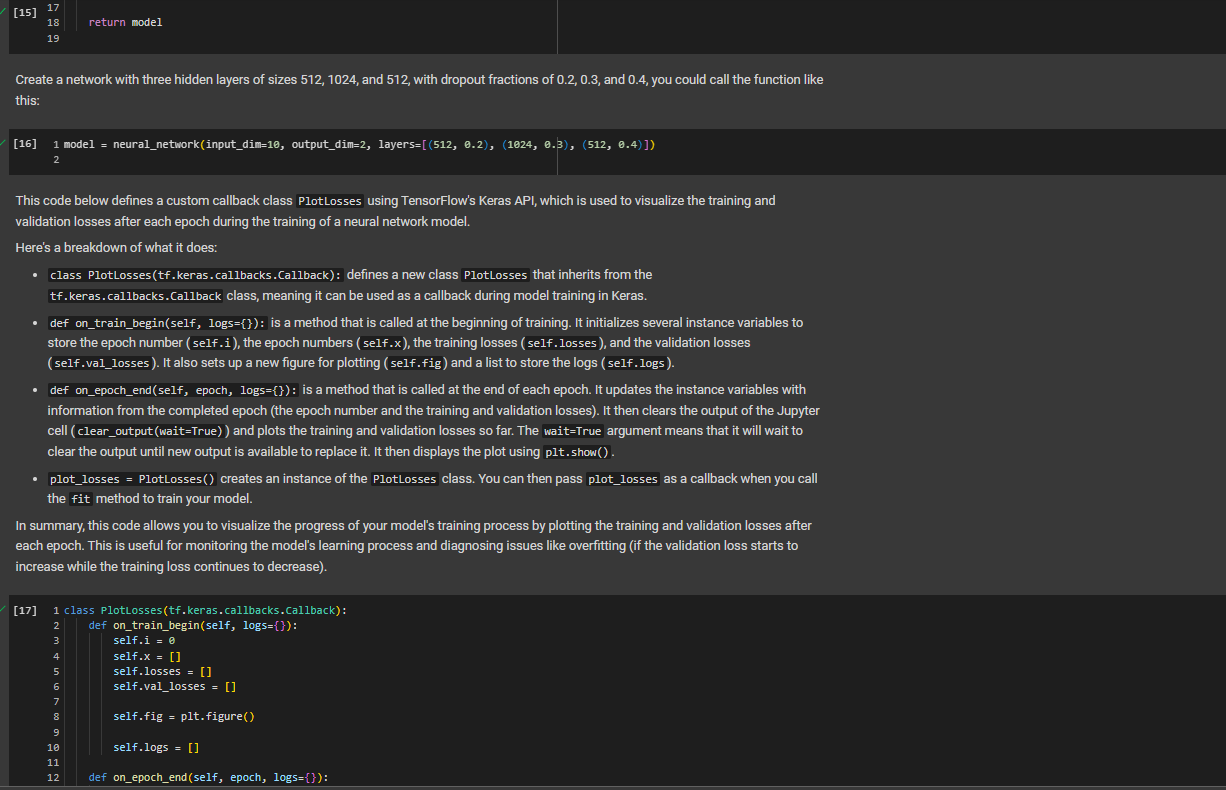 [15] 17
18 return model
19
Create a network with three hidden layers of sizes 512, 1024, and 512, with dropout fractions of 0.2, 0.3, and 0.4, you could call the function like
this:
[16] 1 model = neural_network(input_dim=10, output_dim=2, layers=[(512, 0.2), (1024, 0.3), (512, 0.4)])
2
This code below defines a custom callback class PlotLosses using TensorFlow's Keras API, which is used to visualize the training and
validation losses after each epoch during the training of a neural network model.
Here's a breakdown of what it does:
• class PlotLosses(tf.keras.callbacks.Callback): defines a new class PlotLosses that inherits from the
tf.keras.callbacks.Callback class, meaning it can be used as a callback during model training in Keras.
• def on_train_begin(self, logs={}): is a method that is called at the beginning of training. It initializes several instance variables to
store the epoch number (self.i), the epoch numbers (self.x), the training losses (self.losses), and the validation losses
(self.val_losses). It also sets up a new figure for plotting (self.fig) and a list to store the logs (self.logs).
• def on_epoch_end(self, epoch, logs={}): is a method that is called at the end of each epoch. It updates the instance variables with
information from the completed epoch (the epoch number and the training and validation losses). It then clears the output of the Jupyter
cell (clear_output(wait=True)) and plots the training and validation losses so far. The wait=True argument means that it will wait to
clear the output until new output is available to replace it. It then displays the plot using plt.show().
• plot_losses = PlotLosses() creates an instance of the PlotLosses class. You can then pass plot_losses as a callback when you call
the fit method to train your model.
In summary, this code allows you to visualize the progress of your model's training process by plotting the training and validation losses after
each epoch. This is useful for monitoring the model's learning process and diagnosing issues like overfitting (if the validation loss starts to
increase while the training loss continues to decrease).
[17] 1 class PlotLosses(tf.keras.callbacks.Callback):
2 def on_train_begin(self, logs={}):
3 self.i = 0
4 self.x = []
5 self.losses = []
6 self.val_losses = []
7
8 self.fig = plt.figure()
9
10 self.logs = []
11
12 def on_epoch_end(self, epoch, logs={}):